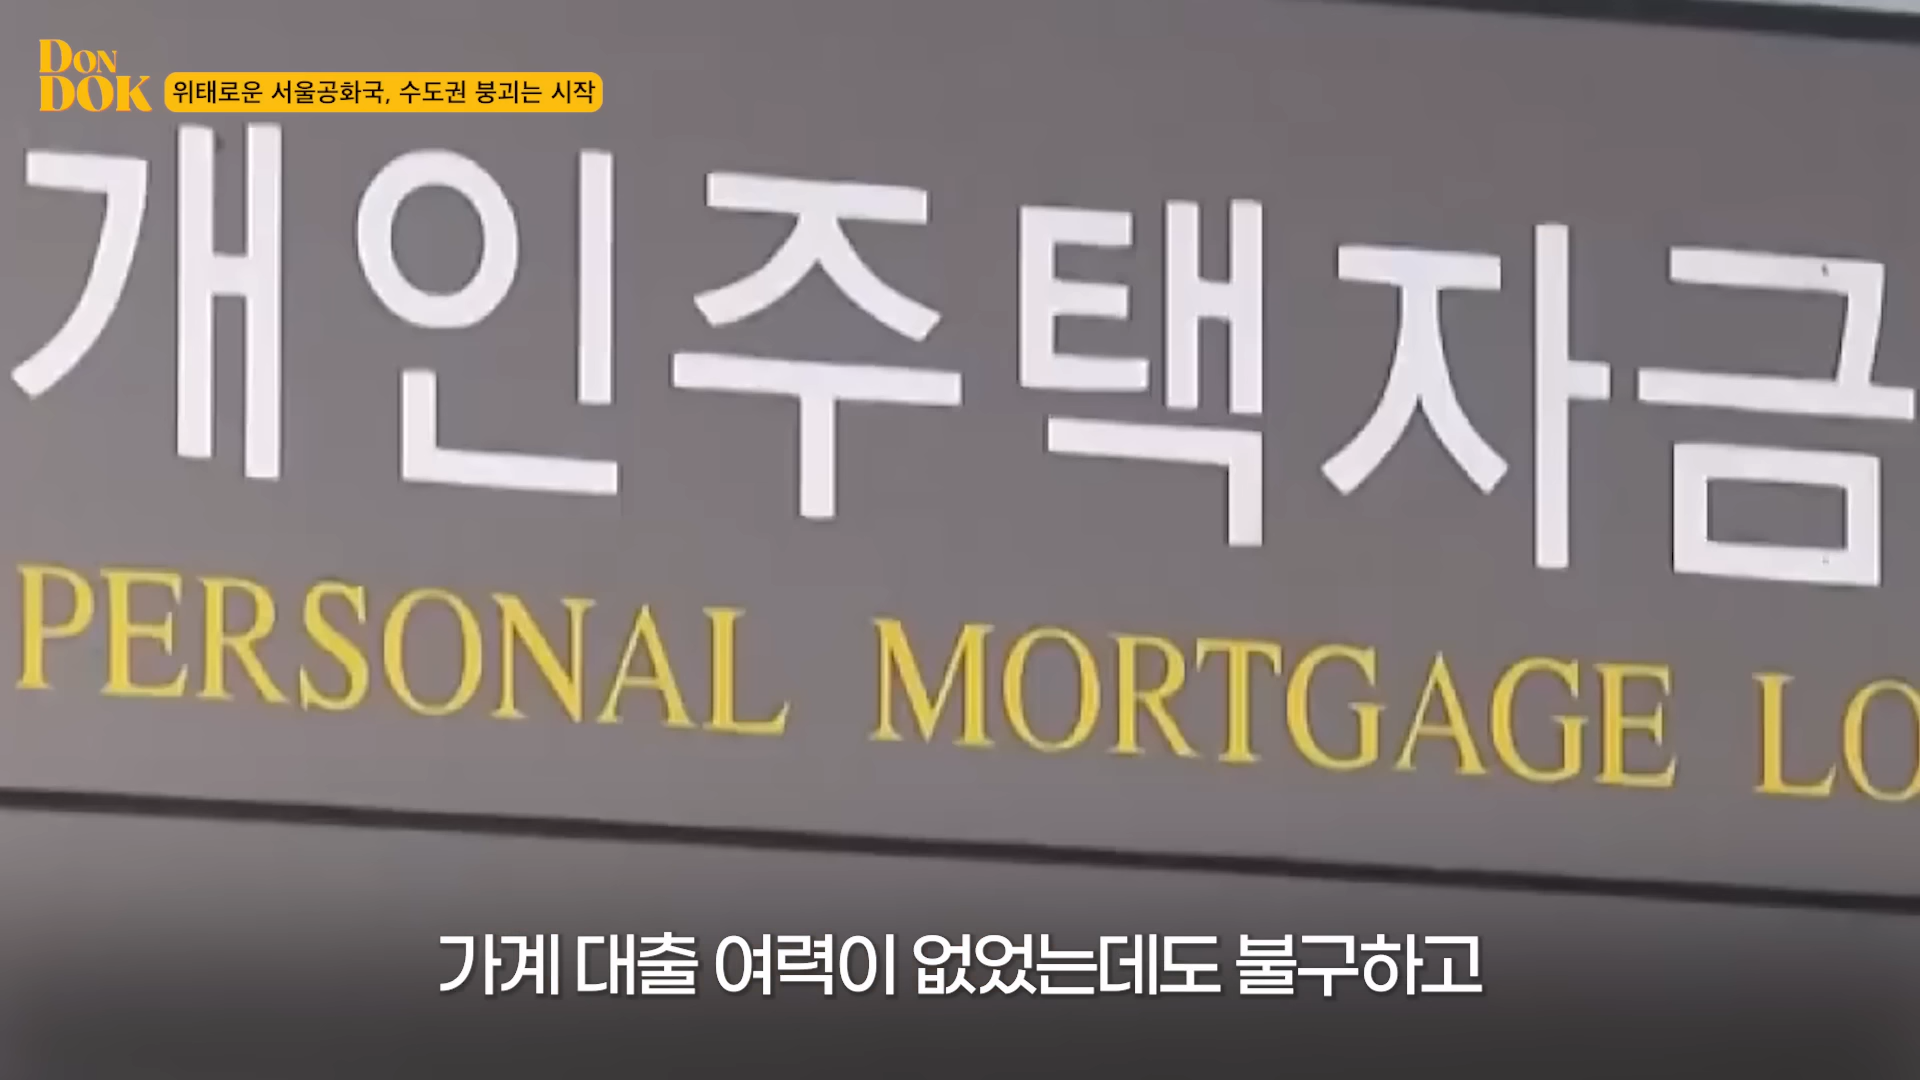 DON
DOK
위태로운 서울공화국, 수도권 붕괴는 시작
개인주택자금
PERSONAL MORTGAGE LO
가계 대출 여력이 없었는데도 불구하고